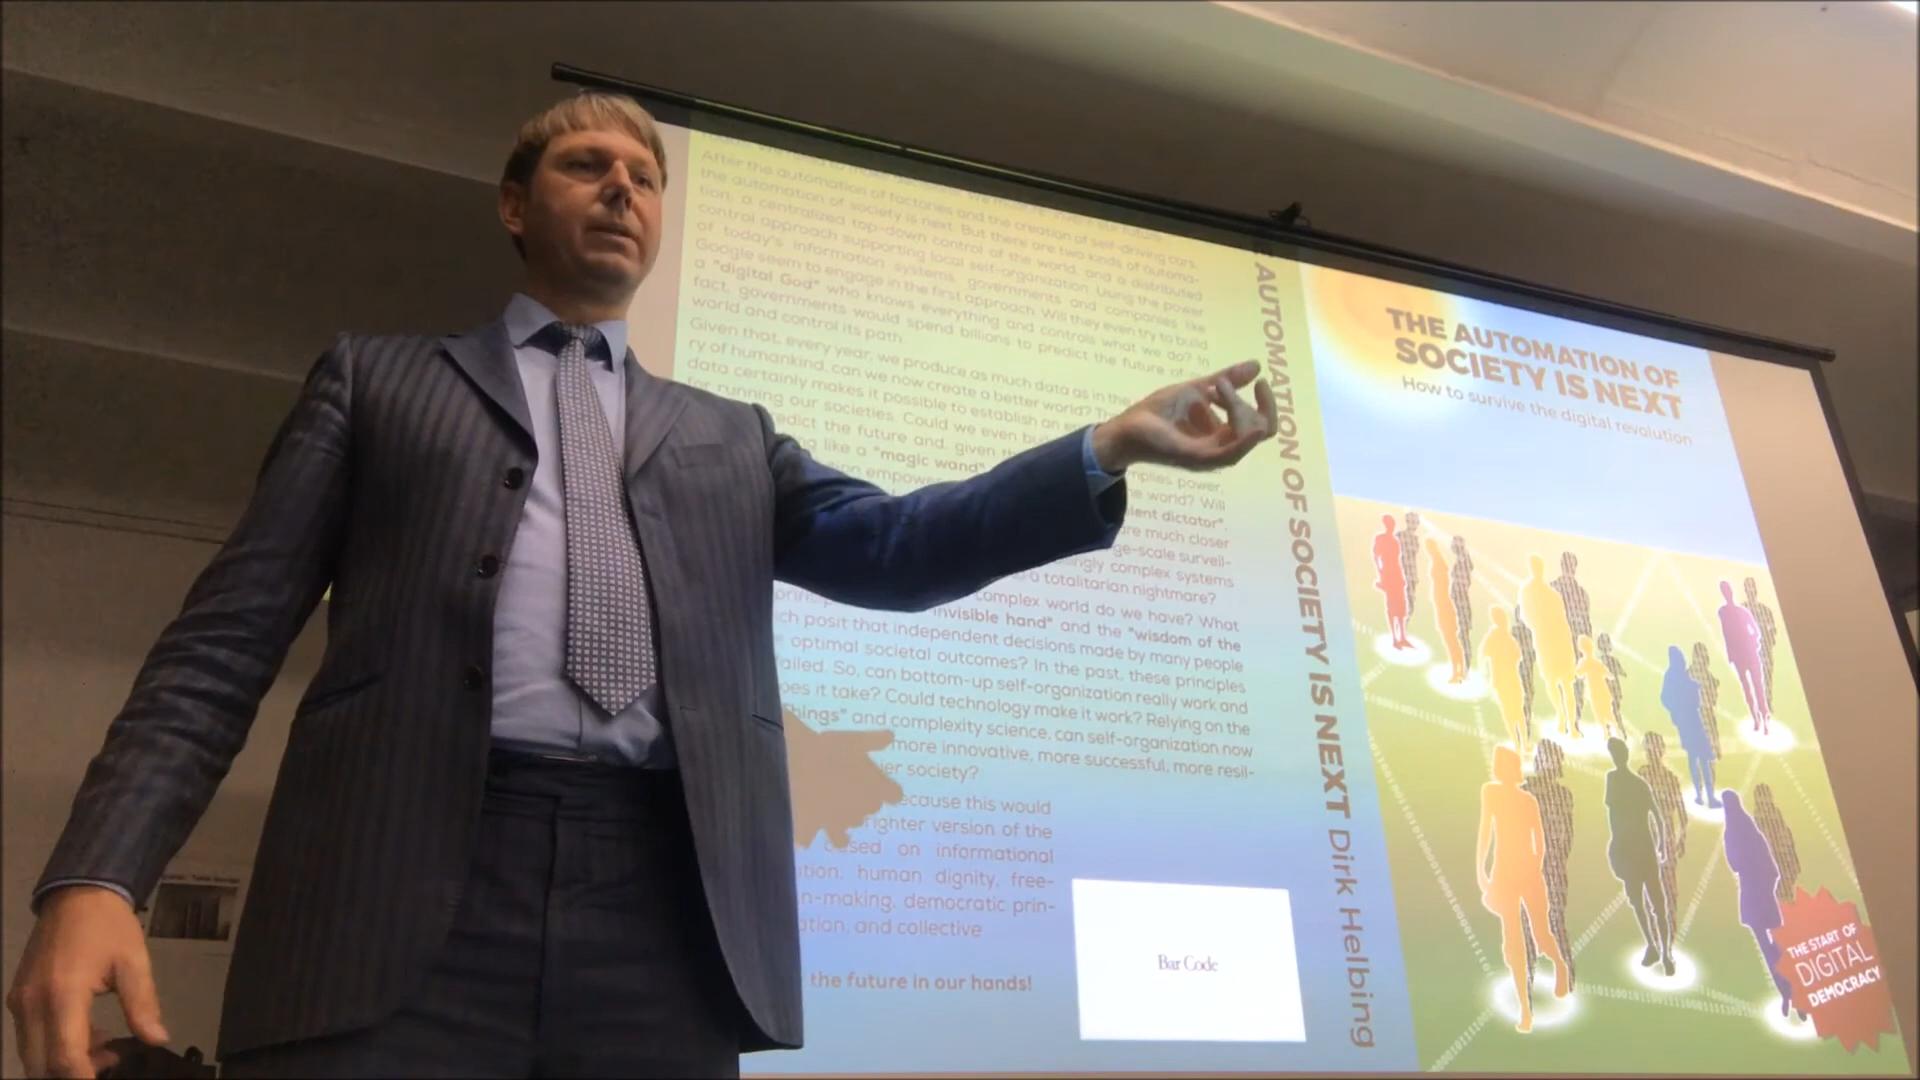 After the automation of factories and the creation of self-driving cars,
the automation of society is next. But there are two kinds of automa-
tion: a centralized top-down control of the world, and a distributed
control approach supporting local self-organization. Using the power
of today's information systems, governments and companies like
Google seem to engage in the first approach. Will they even try to build
a "digital God" who knows everything and controls what we do? In
fact, governments would spend billions to predict the future of
world and control its path.
Given that, every year, we produce as much data as in the
ry of humankind, can we now create a better world?
data certainly makes it possible to establish an
for running our societies. Could we even
edict the future and, given
like a "magic wand"
empower
mplies power,
e world? Will
lent dictator",
are much closer
ge-scale surveil-
ingly complex systems
a totalitarian nightmare?
complex world do we have? What
invisible hand" and the "wisdom of the
ich posit that independent decisions made by many people
optimal societal outcomes? In the past, these principles
failed. So, can bottom-up self-organization really work and
oes it take? Could technology make it work? Relying on the
Things" and complexity science, can self-organization now
more innovative, more successful, more resil-
ier society?
ecause this would
righter version of the
based on informational
ation, human dignity, free-
n-making, democratic prin-
ation, and collective
the future in our hands!
Bar Code
AUTOMATION OF SOCIETY IS NEXT Dirk Helbing
THE AUTOMATION OF
SOCIETY IS NEXT
How to survive the digital revolution
THE START OF
DIGITAL
DEMOCRACY